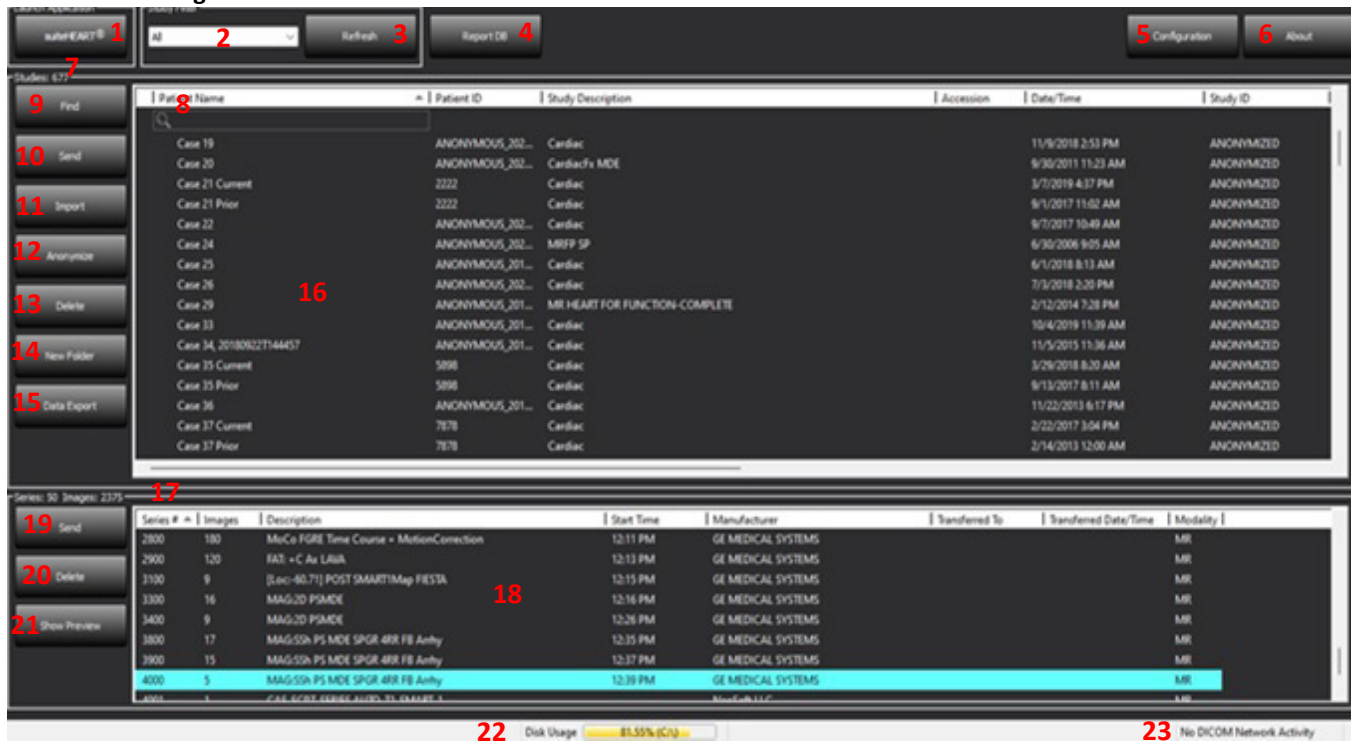 Launch Application Study Filter
suiteHEART® 1 All 2 Refresh 3 Report DB 4 5 Configuration 6 About
7
Studies: 677
9 Find Patient Name 8 Patient ID Study Description Accession Date/Time Study ID
Case 19 ANONYMOUS_202... Cardiac 11/9/2018 2:53 PM ANONYMIZED
10 Send Case 20 ANONYMOUS_202... CardiacFx MDE 9/30/2011 11:23 AM ANONYMIZED
Case 21 Current 2222 Cardiac 3/7/2019 4:37 PM ANONYMIZED
11 Import Case 21 Prior 2222 Cardiac 9/1/2017 11:02 AM ANONYMIZED
Case 22 ANONYMOUS_202... Cardiac 9/7/2017 10:49 AM ANONYMIZED
12 Anonymize Case 24 ANONYMOUS_202... MRFP SP 6/30/2006 9:05 AM ANONYMIZED
Case 25 ANONYMOUS_201... Cardiac 6/1/2018 8:13 AM ANONYMIZED
Case 26 16 ANONYMOUS_202... Cardiac 7/3/2018 2:20 PM ANONYMIZED
13 Delete Case 29 ANONYMOUS_201... MR HEART FOR FUNCTION-COMPLETE 2/12/2014 7:28 PM ANONYMIZED
Case 33 ANONYMOUS_201... Cardiac 10/4/2019 11:39 AM ANONYMIZED
14 New Folder Case 34, 20180922T144457 ANONYMOUS_201... Cardiac 11/5/2015 11:36 AM ANONYMIZED
Case 35 Current 5898 Cardiac 3/29/2018 8:20 AM ANONYMIZED
Case 35 Prior 5898 Cardiac 9/13/2017 8:11 AM ANONYMIZED
15 Data Export Case 36 ANONYMOUS_201... Cardiac 11/22/2013 6:17 PM ANONYMIZED
Case 37 Current 7878 Cardiac 2/22/2017 3:04 PM ANONYMIZED
Case 37 Prior 7878 Cardiac 2/14/2013 12:00 AM ANONYMIZED
Series: 50 Images: 2375 17
19 Send Series # Images Description Start Time Manufacturer Transferred To Transferred Date/Time Modality
2800 180 MoCo FGRE Time Course + MotionCorrection 12:11 PM GE MEDICAL SYSTEMS MR
2900 120 FAT: +C Ax LAVA 12:13 PM GE MEDICAL SYSTEMS MR
20 Delete 3100 9 [Loc:-60.71] POST SMART1Map FIESTA 12:15 PM GE MEDICAL SYSTEMS MR
3300 16 MAG:2D PSMDE 18 12:16 PM GE MEDICAL SYSTEMS MR
3400 9 MAG:2D PSMDE 12:26 PM GE MEDICAL SYSTEMS MR
21 Show Preview 3800 17 MAG:SSh PS MDE SPGR 4RR FB Arrhy 12:35 PM GE MEDICAL SYSTEMS MR
3900 15 MAG:SSh PS MDE SPGR 4RR FB Arrhy 12:37 PM GE MEDICAL SYSTEMS MR
4000 5 MAG:SSh PS MDE SPGR 4RR FB Arrhy 12:39 PM GE MEDICAL SYSTEMS MR
22 Disk Usage 81.55% (C:\) 23 No DICOM Network Activity